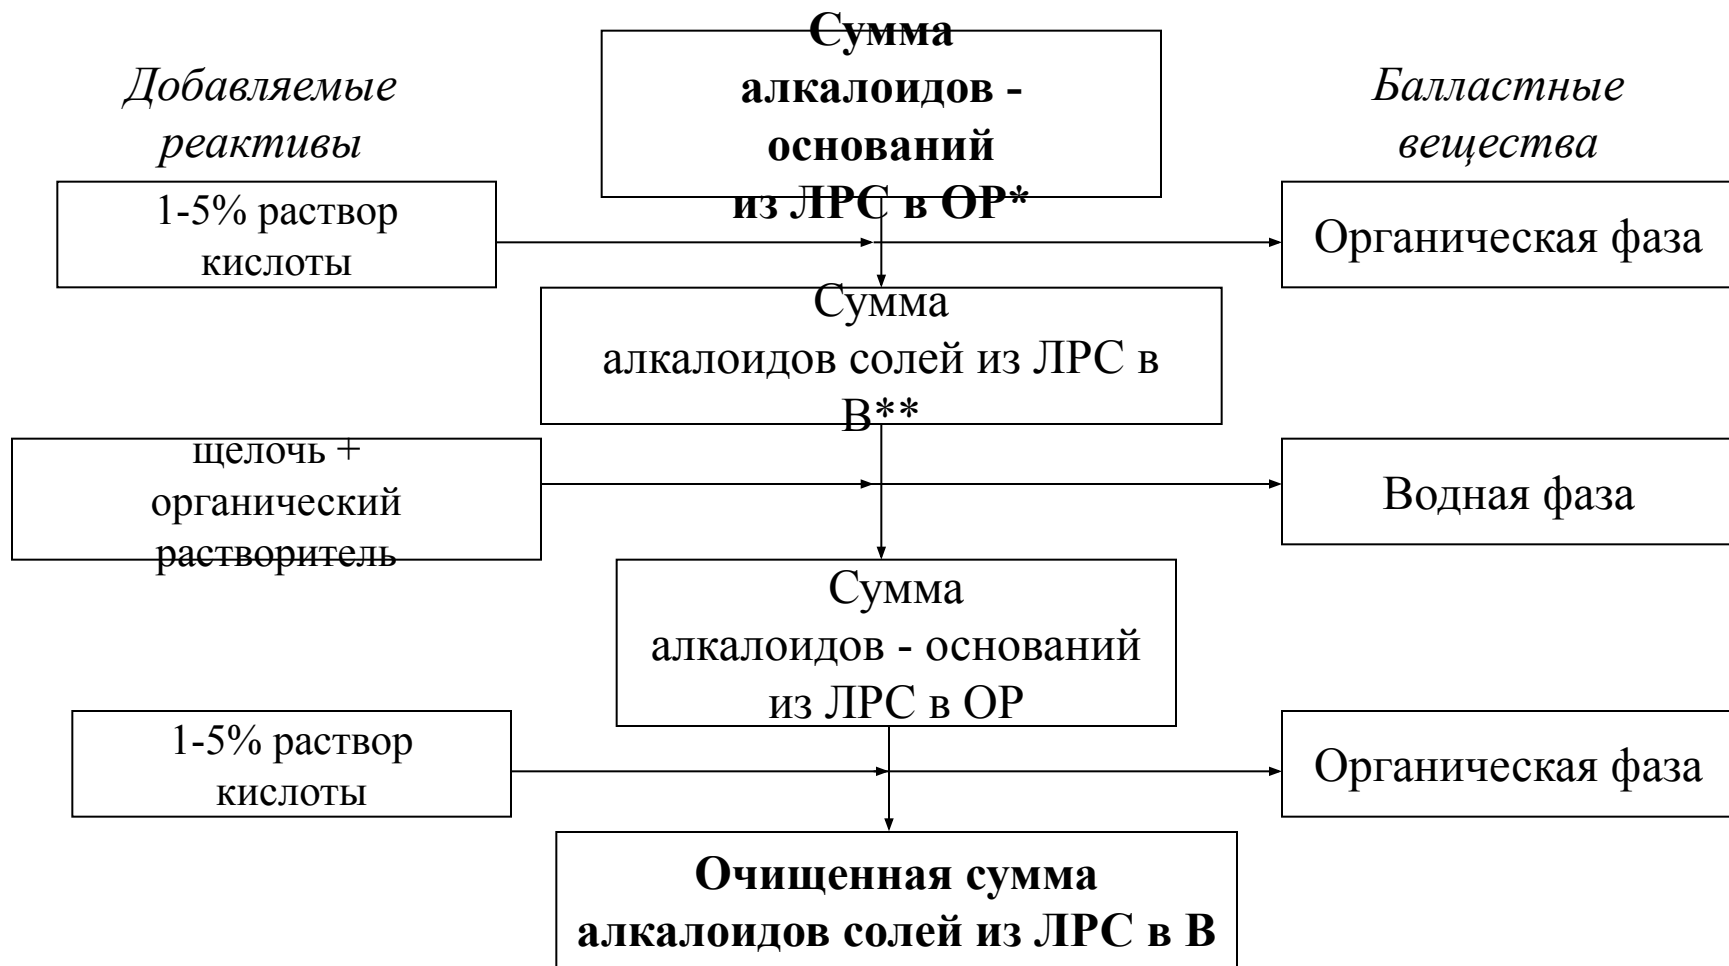 Добавляемые
реактивы
Сумма
алкалоидов -
оснований
из ЛРС в ОР*
Балластные
вещества
1-5% раствор
кислоты
Органическая фаза
Сумма
алкалоидов солей из ЛРС в
В**
щелочь +
органический
растворитель
Водная фаза
Сумма
алкалоидов - оснований
из ЛРС в ОР
1-5% раствор
кислоты
Органическая фаза
Очищенная сумма
алкалоидов солей из ЛРС в В